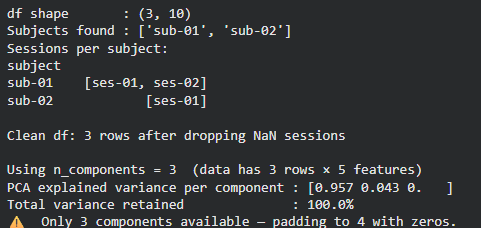 df shape       : (3, 10)
Subjects found : ['sub-01', 'sub-02']
Sessions per subject:
subject
sub-01    [ses-01, ses-02]
sub-02            [ses-01]

Clean df: 3 rows after dropping NaN sessions

Using n_components = 3  (data has 3 rows × 5 features)
PCA explained variance per component : [0.957 0.043 0.   ]
Total variance retained              : 100.0%
⚠ Only 3 components available — padding to 4 with zeros.